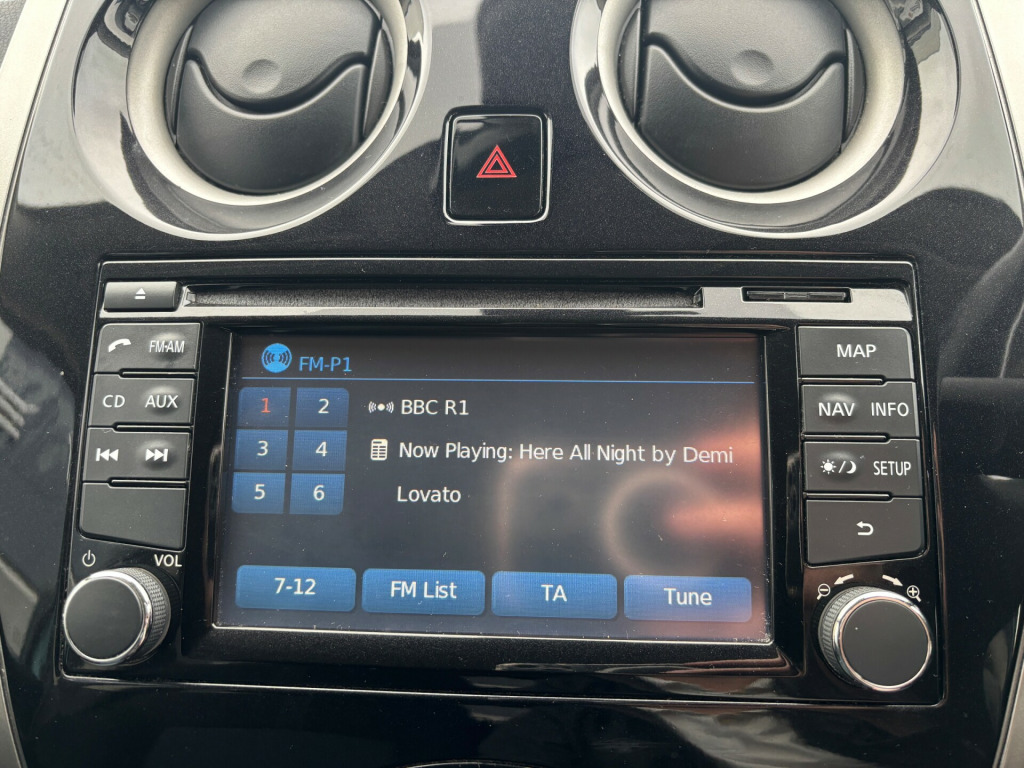 FM-AM
CD AUX
VOL
FM-P1
1 2
BBC R1
3 4
Now Playing: Here All Night by Demi
5 6
Lovato
7-12
FM List
TA
Tune
MAP
NAV INFO
SETUP